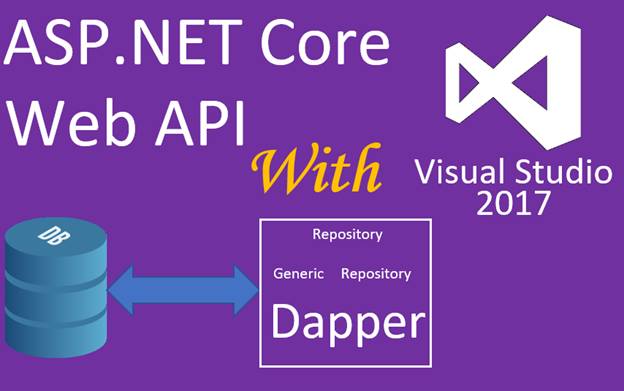 ASP.NET Core
Web API
With
Visual Studio
2017
DB
Repository
Generic Repository
Dapper